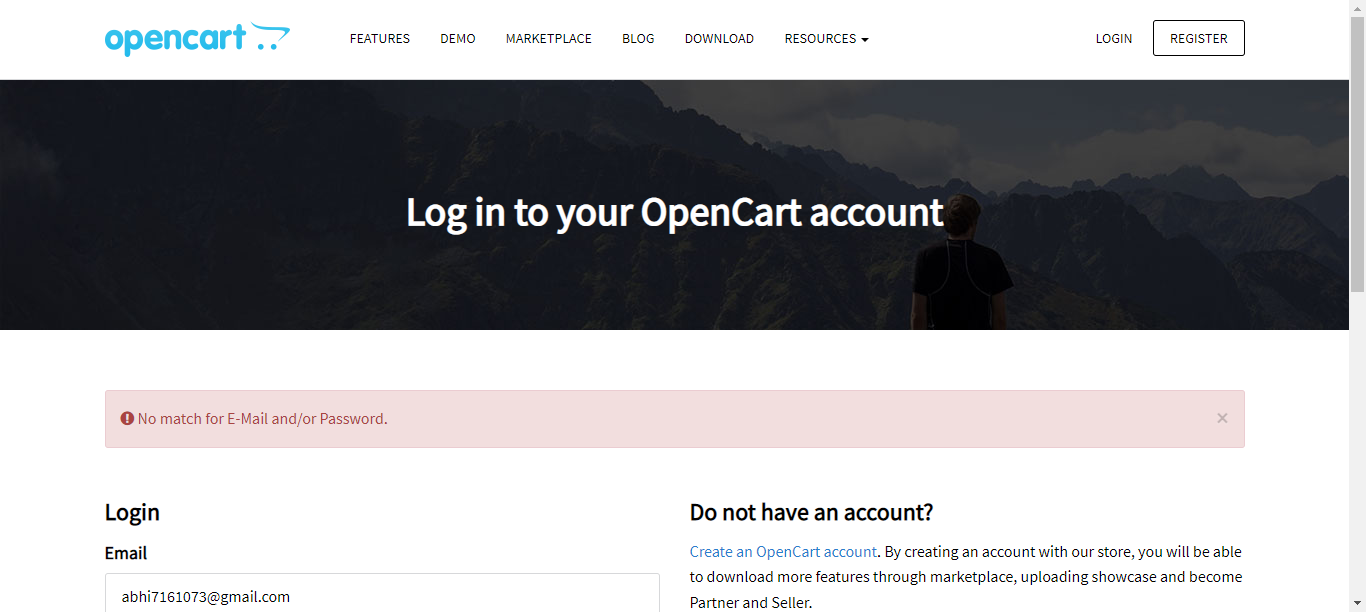 opencart
FEATURES DEMO MARKETPLACE BLOG DOWNLOAD RESOURCES LOGIN REGISTER
Log in to your OpenCart account
No match for E-Mail and/or Password. ×
Login
Email
abhi7161073@gmail.com
Do not have an account?
Create an OpenCart account. By creating an account with our store, you will be able
to download more features through marketplace, uploading showcase and become
Partner and Seller.